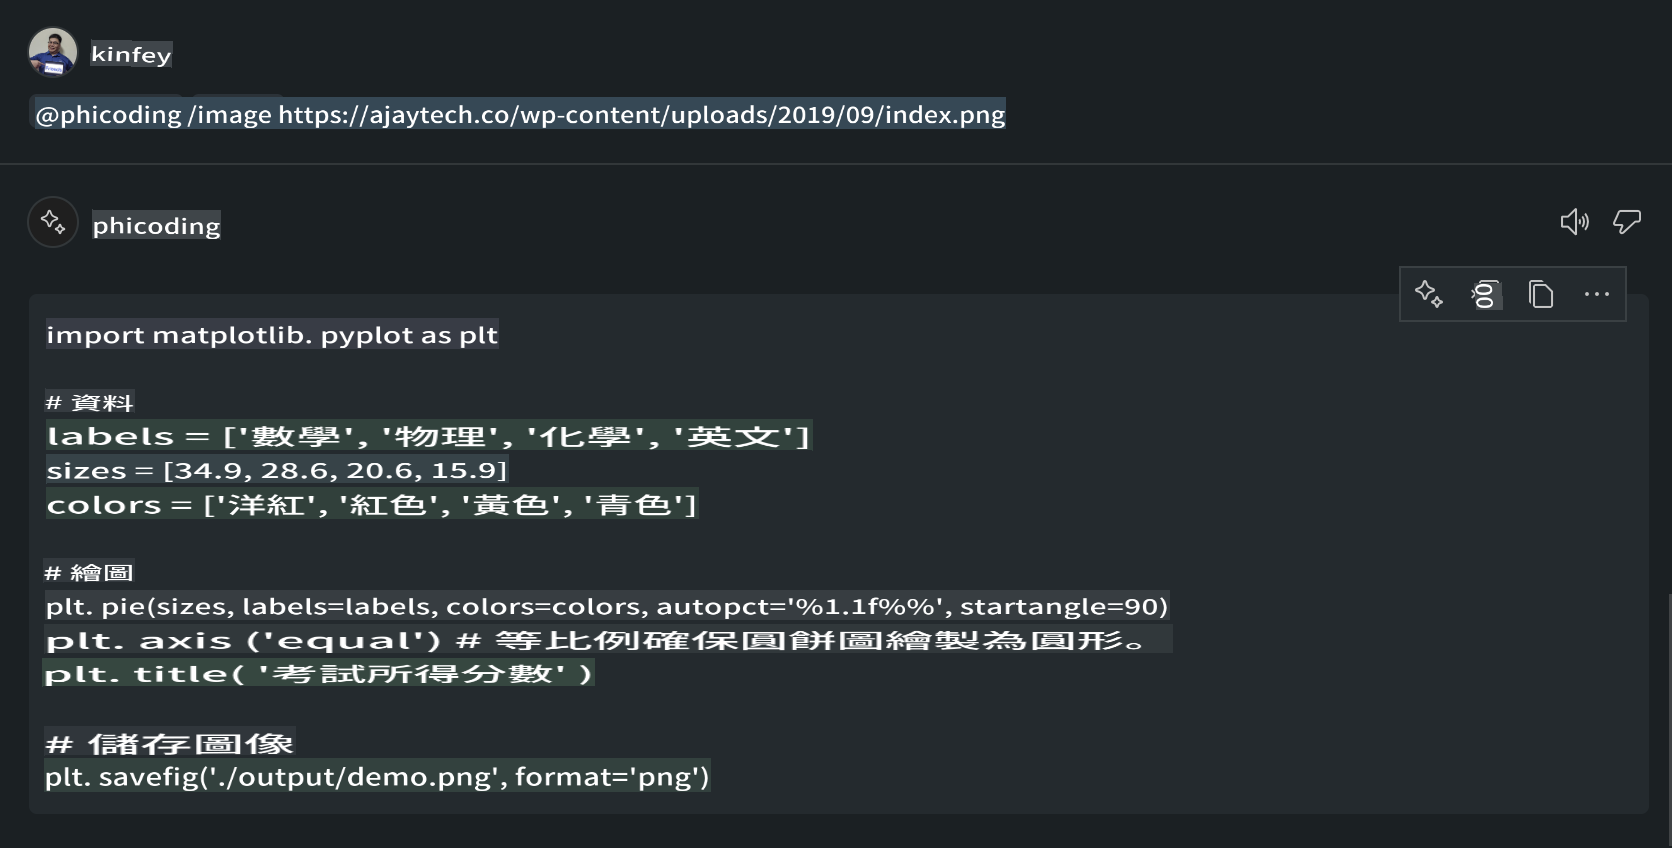 kinfey
@phicoding /image https://ajaytech.co/wp-content/uploads/2019/09/index.png
phicoding
import matplotlib. pyplot as plt
# 資料
labels = ['數學', '物理', '化學', '英文']
sizes = [34.9, 28.6, 20.6, 15.9]
colors = ['洋紅', '紅色', '黃色', '青色']
# 繪圖
plt. pie(sizes, labels=labels, colors=colors, autopct='%1.1f%%', startangle=90)
plt. axis ('equal') # 等比例確保圓餅圖繪製為圓形。
plt. title( '考試所得分數' )
# 儲存圖像
plt. savefig('./output/demo.png', format='png')